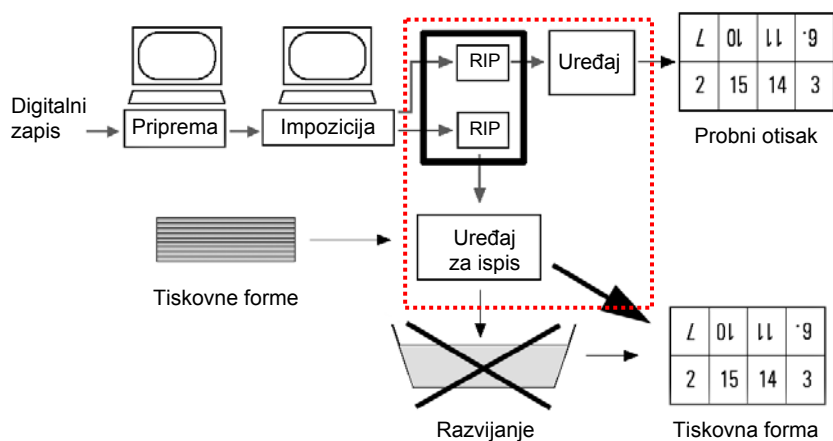 Digitalni
zapis
Priprema
Impozicija
RIP
RIP
Uređaj
7 10 11 6.
2 15 14 3
Probni otisak
Tiskovne forme
Uređaj
za ispis
7 10 11 6.
2 15 14 3
Razvijanje
Tiskovna forma